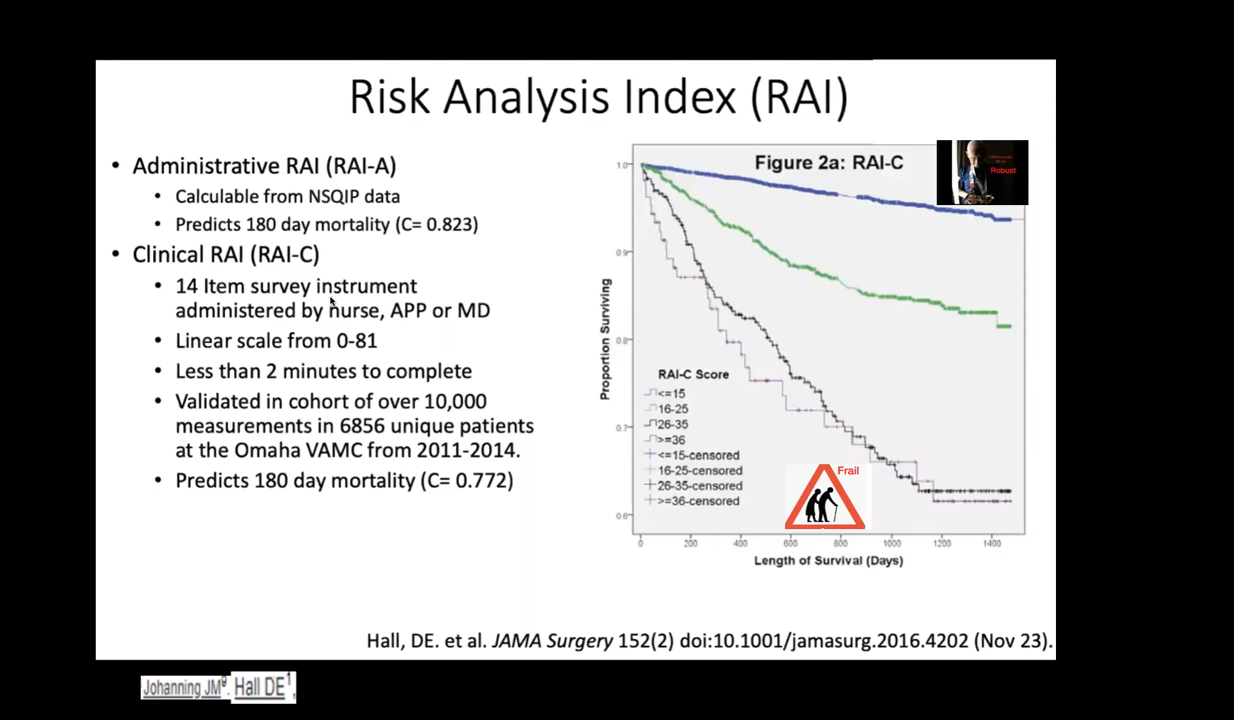 Risk Analysis Index (RAI)
• Administrative RAI (RAI-A)
• Calculable from NSQIP data
• Predicts 180 day mortality (C= 0.823)
• Clinical RAI (RAI-C)
• 14 Item survey instrument
administered by nurse, APP or MD
• Linear scale from 0-81
• Less than 2 minutes to complete
• Validated in cohort of over 10,000
measurements in 6856 unique patients
at the Omaha VAMC from 2011-2014.
• Predicts 180 day mortality (C= 0.772)
Figure 2a: RAI-C
Robust
Proportion Surviving
1.0
0.9
0.8
0.7
0.6
RAI-C Score
<=15
16-25
26-35
>=36
<=15-censored
16-25-censored
26-35-censored
>=36-censored
Frail
0 200 400 600 800 1000 1200 1400
Length of Survival (Days)
Hall, DE. et al. JAMA Surgery 152(2) doi:10.1001/jamasurg.2016.4202 (Nov 23).
Johanning JM9. Hall DE1,